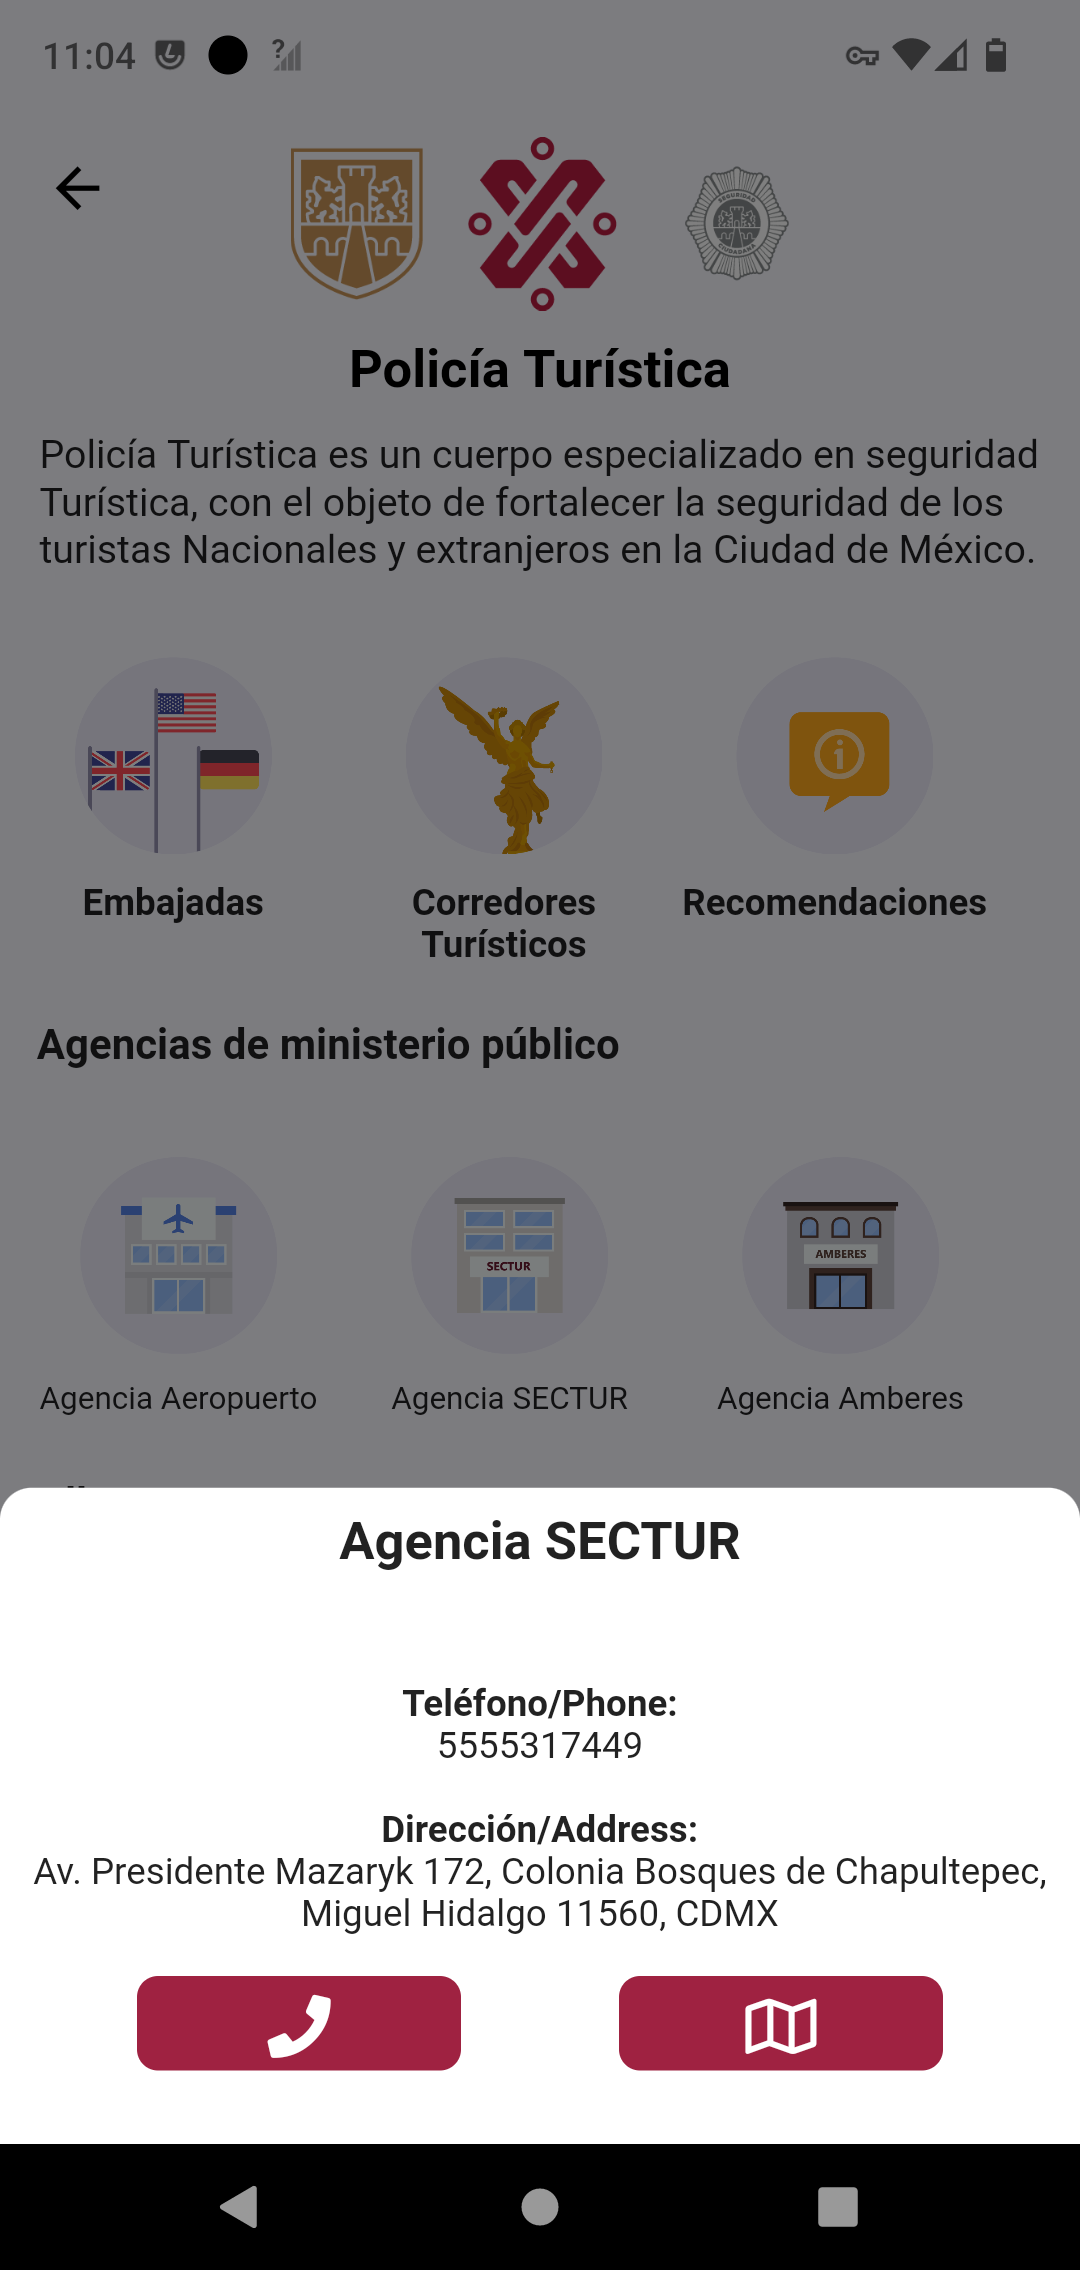 11:04
?
SEGURIDAD
CIUDADANA
Policía Turística
Policía Turística es un cuerpo especializado en seguridad
Turística, con el objeto de fortalecer la seguridad de los
turistas Nacionales y extranjeros en la Ciudad de México.
Embajadas
Corredores
Turísticos
Recomendaciones
Agencias de ministerio público
SECTUR
AMBERES
Agencia Aeropuerto
Agencia SECTUR
Agencia Amberes
Agencia SECTUR
Teléfono/Phone:
5555317449
Dirección/Address:
Av. Presidente Mazaryk 172, Colonia Bosques de Chapultepec,
Miguel Hidalgo 11560, CDMX